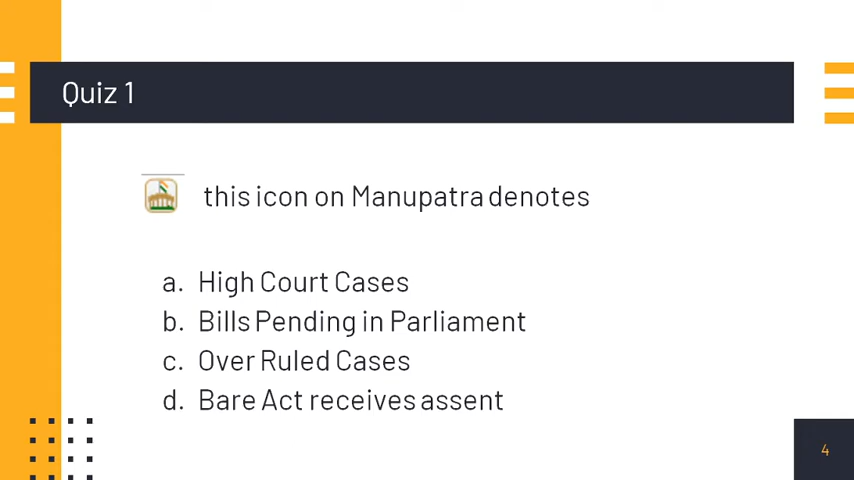 Quiz 1
this icon on Manupatra denotes
a. High Court Cases
b. Bills Pending in Parliament
c. Over Ruled Cases
d. Bare Act receives assent
4